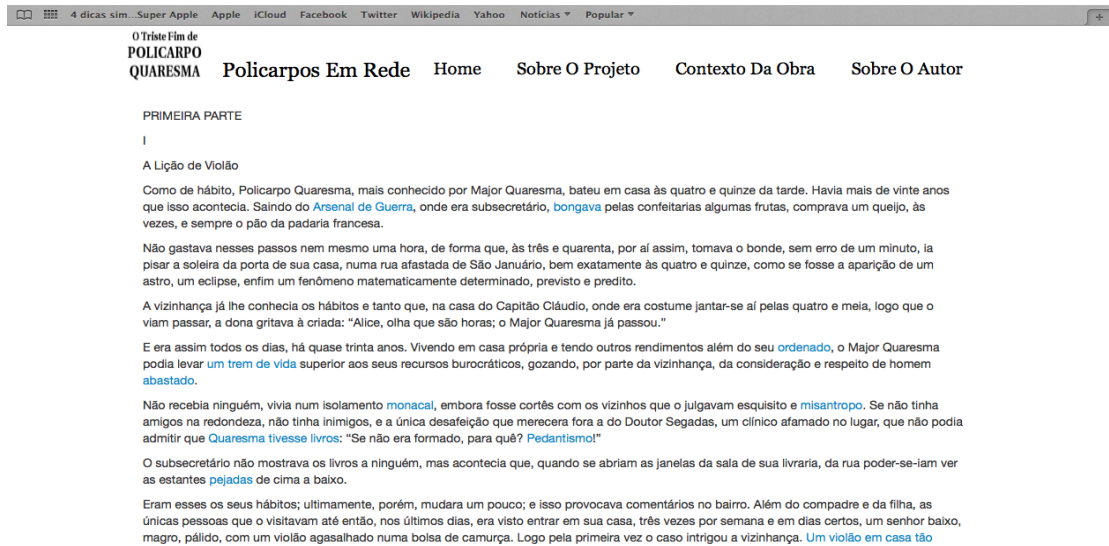 4 dicas sim...Super Apple Apple iCloud Facebook Twitter Wikipedia Yahoo Notícias ▾ Popular ▾ +
O Triste Fim de
POLICARPO
QUARESMA
Policarpos Em Rede Home Sobre O Projeto Contexto Da Obra Sobre O Autor
PRIMEIRA PARTE
I
A Lição de Violão
Como de hábito, Policarpo Quaresma, mais conhecido por Major Quaresma, bateu em casa às quatro e quinze da tarde. Havia mais de vinte anos
que isso acontecia. Saindo do Arsenal de Guerra, onde era subsecretário, bongava pelas confeitarias algumas frutas, comprava um queijo, às
vezes, e sempre o pão da padaria francesa.
Não gastava nesses passos nem mesmo uma hora, de forma que, às três e quarenta, por aí assim, tomava o bonde, sem erro de um minuto, ia
pisar a soleira da porta de sua casa, numa rua afastada de São Januário, bem exatamente às quatro e quinze, como se fosse a aparição de um
astro, um eclipse, enfim um fenômeno matematicamente determinado, previsto e predito.
A vizinhança já lhe conhecia os hábitos e tanto que, na casa do Capitão Cláudio, onde era costume jantar-se aí pelas quatro e meia, logo que o
viam passar, a dona gritava à criada: “Alice, olha que são horas; o Major Quaresma já passou.”
E era assim todos os dias, há quase trinta anos. Vivendo em casa própria e tendo outros rendimentos além do seu ordenado, o Major Quaresma
podia levar um trem de vida superior aos seus recursos burocráticos, gozando, por parte da vizinhança, da consideração e respeito de homem
abastado.
Não recebia ninguém, vivia num isolamento monacal, embora fosse cortês com os vizinhos que o julgavam esquisito e misantropo. Se não tinha
amigos na redondeza, não tinha inimigos, e a única desafeição que merecera fora a do Doutor Segadas, um clínico afamado no lugar, que não podia
admitir que Quaresma tivesse livros: “Se não era formado, para quê? Pedantismo!”
O subsecretário não mostrava os livros a ninguém, mas acontecia que, quando se abriam as janelas da sala de sua livraria, da rua poder-se-iam ver
as estantes pejadas de cima a baixo.
Eram esses os seus hábitos; ultimamente, porém, mudara um pouco; e isso provocava comentários no bairro. Além do compadre e da filha, as
únicas pessoas que o visitavam até então, nos últimos dias, era visto entrar em sua casa, três vezes por semana e em dias certos, um senhor baixo,
magro, pálido, com um violão agasalhado numa bolsa de camurça. Logo pela primeira vez o caso intrigou a vizinhança. Um violão em casa tão